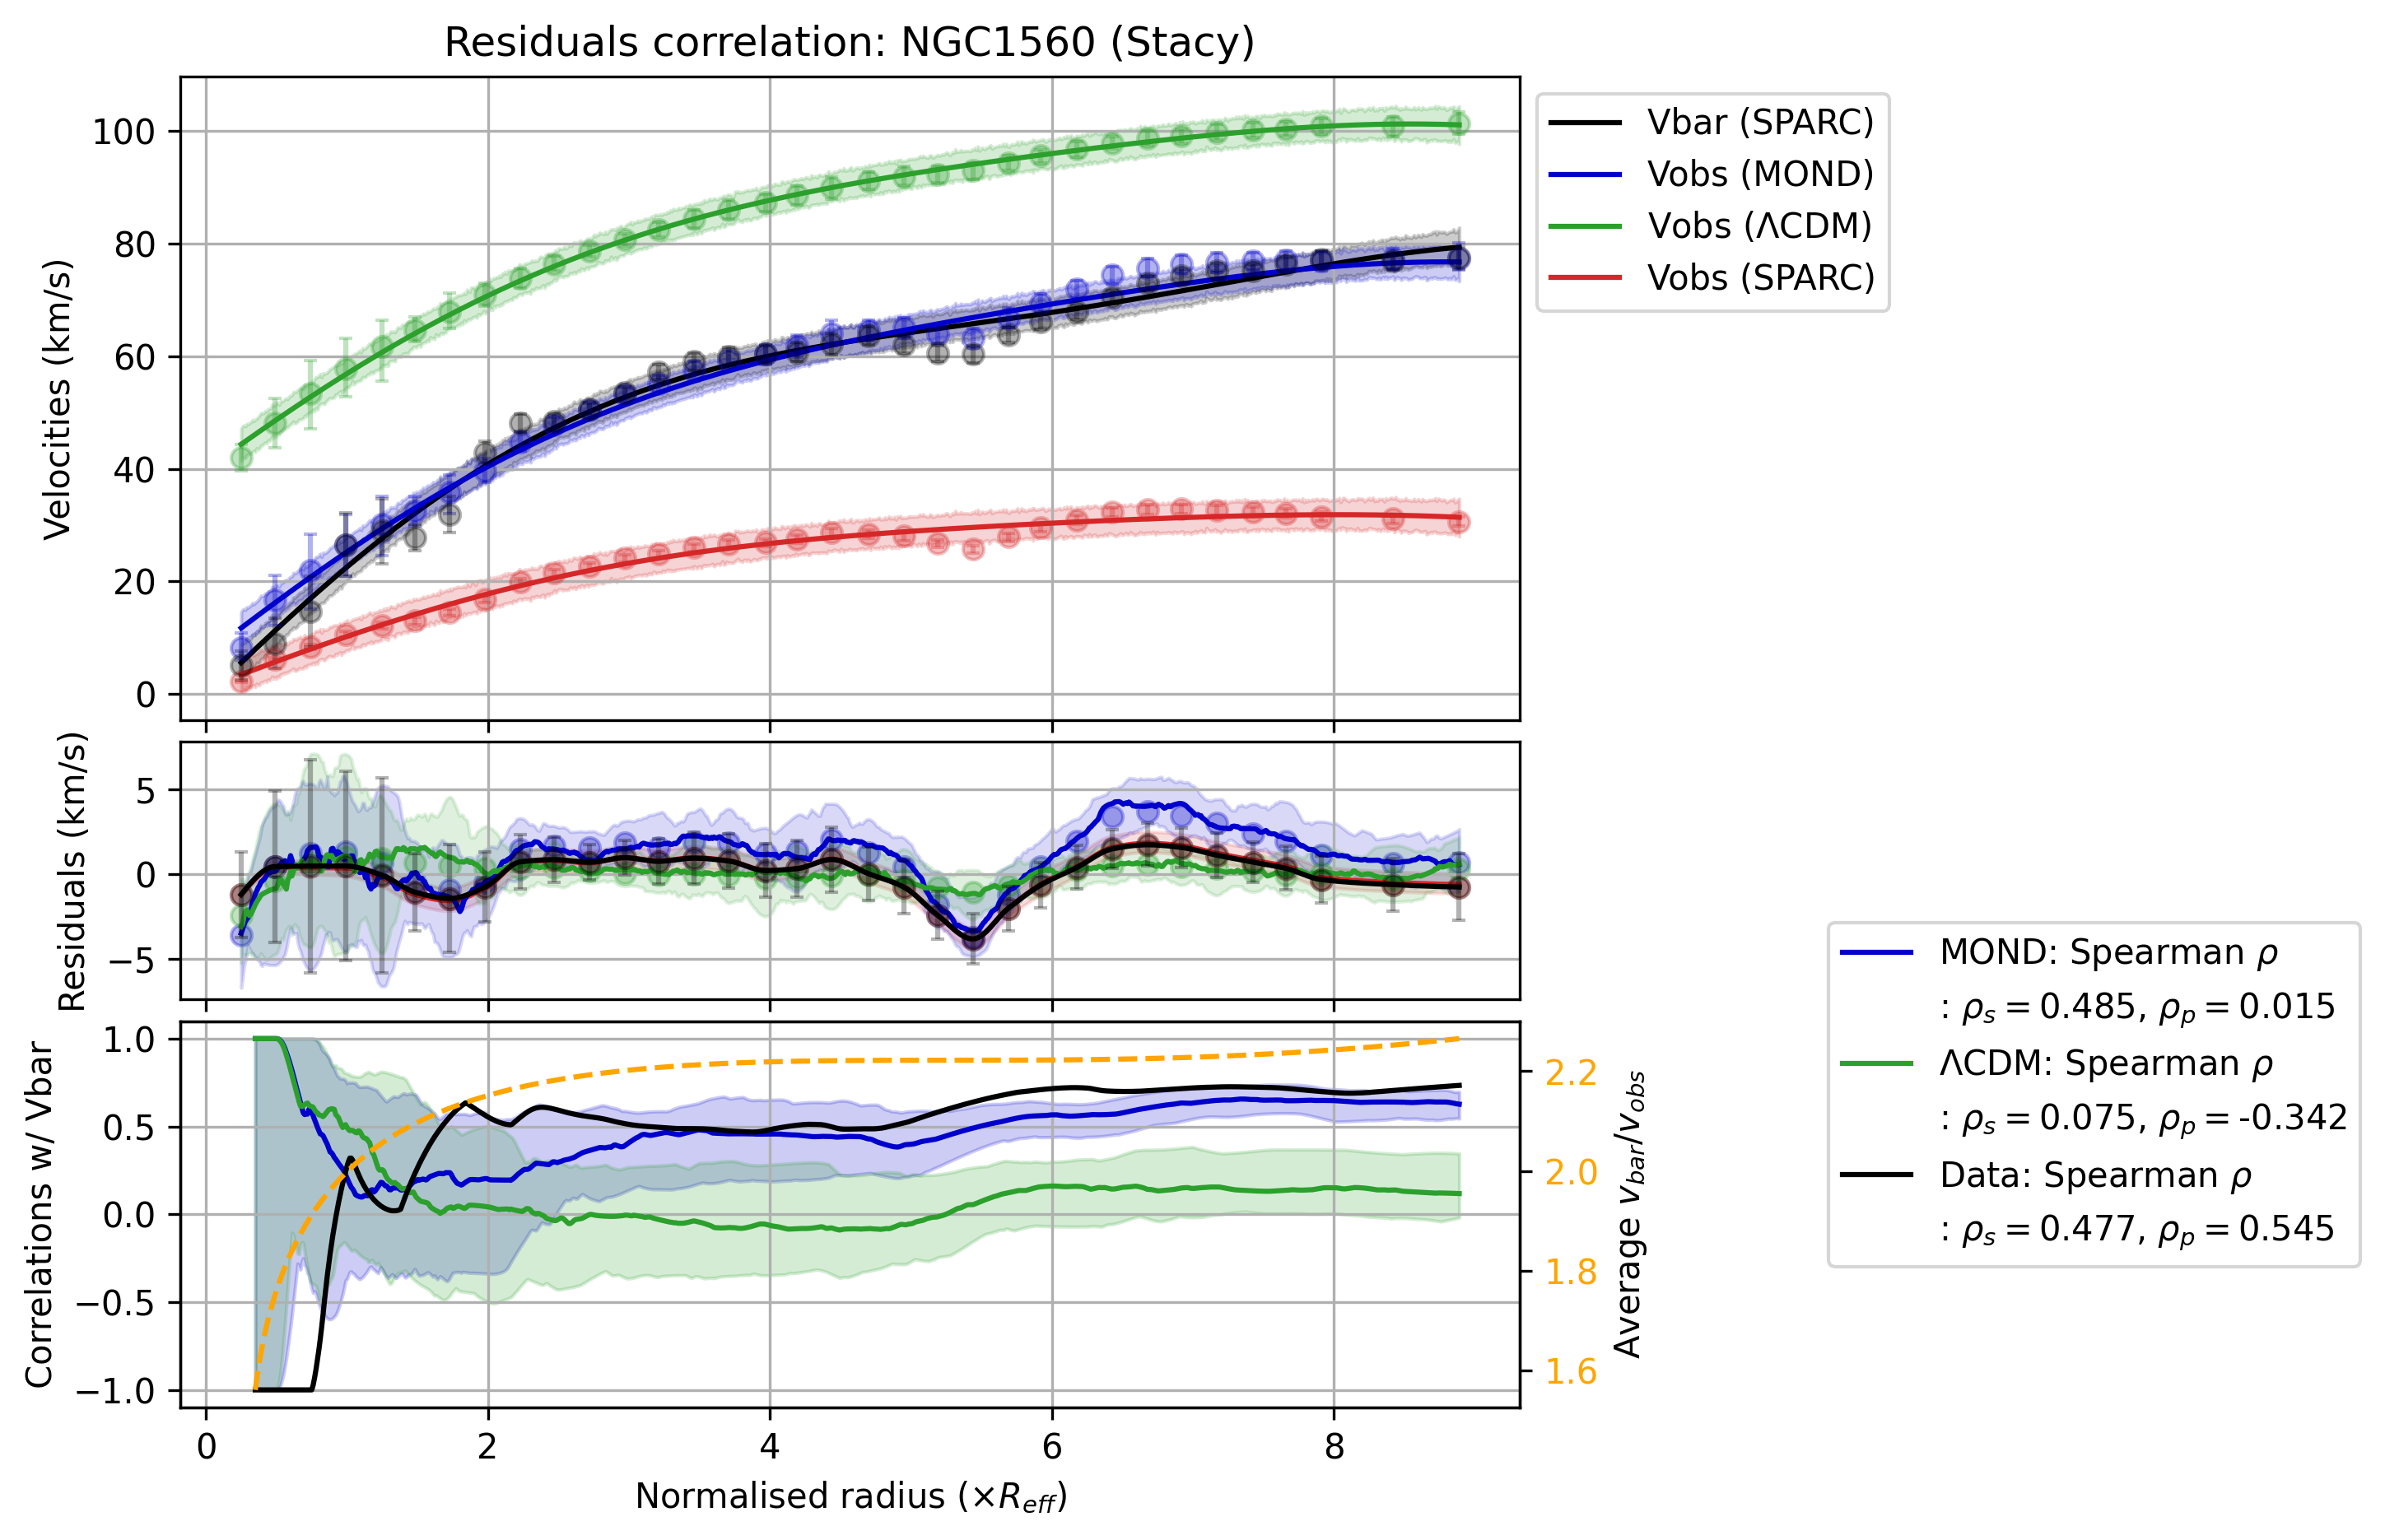 Residuals correlation: NGC1560 (Stacy)
Velocities (km/s)
100
80
60
40
20
0
Vbar (SPARC)
Vobs (MOND)
Vobs (ΛCDM)
Vobs (SPARC)
Residuals (km/s)
5
0
−5
Correlations w/ Vbar
1.0
0.5
0.0
−0.5
−1.0
2.2
2.0
1.8
1.6
Average v_bar/v_obs
MOND: Spearman ρ
: ρ_s = 0.485, ρ_p = 0.015
ΛCDM: Spearman ρ
: ρ_s = 0.075, ρ_p = -0.342
Data: Spearman ρ
: ρ_s = 0.477, ρ_p = 0.545
0 2 4 6 8
Normalised radius (×R_eff)